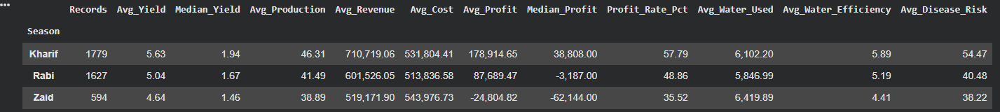 Records Avg_Yield Median_Yield Avg_Production Avg_Revenue Avg_Cost Avg_Profit Median_Profit Profit_Rate_Pct Avg_Water_Used Avg_Water_Efficiency Avg_Disease_Risk
Season
Kharif 1779 5.63 1.94 46.31 710,719.06 531,804.41 178,914.65 38,808.00 57.79 6,102.20 5.89 54.47
Rabi 1627 5.04 1.67 41.49 601,526.05 513,836.58 87,689.47 -3,187.00 48.86 5,846.99 5.19 40.48
Zaid 594 4.64 1.46 38.89 519,171.90 543,976.73 -24,804.82 -62,144.00 35.52 6,419.89 4.41 38.22